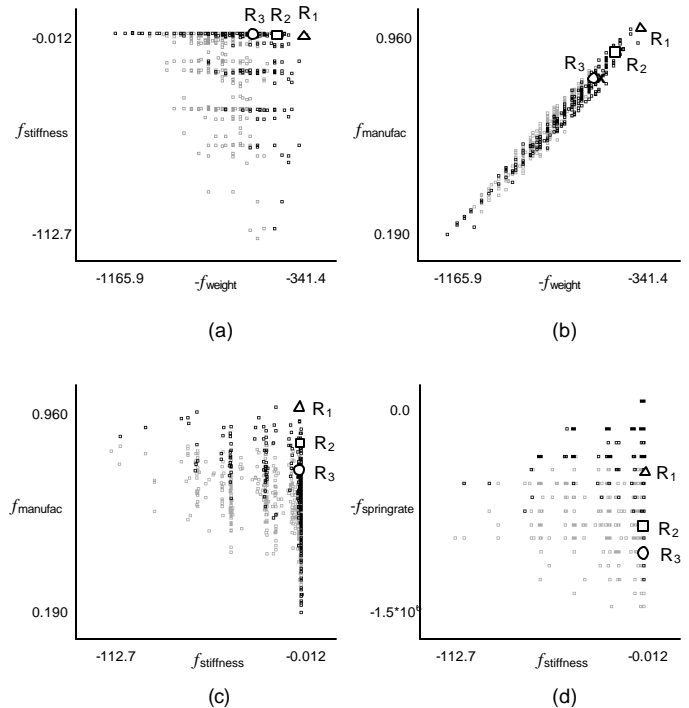 R3 R2 R1
-0.012
fstiffness
-112.7
-1165.9
-fweight
-341.4
(a)
0.960
R1
R3
R2
fmanufac
0.190
-1165.9
-fweight
-341.4
(b)
0.960
R1
R2
R3
fmanufac
0.190
-112.7
fstiffness
-0.012
(c)
0.0
R1
-fspringrate
R2
R3
-1.5*10^6
-112.7
fstiffness
-0.012
(d)